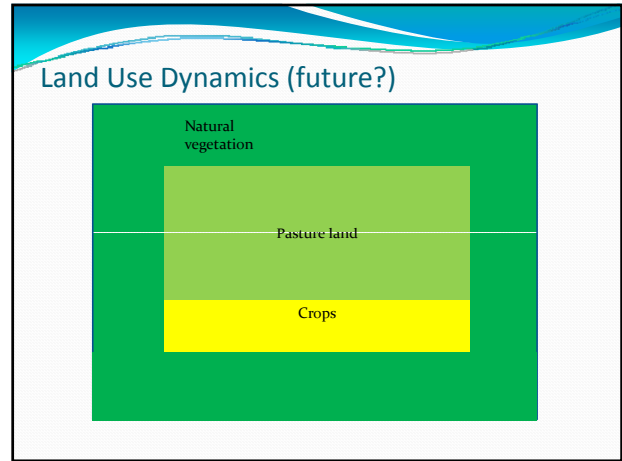 Land Use Dynamics (future?)
Natural
vegetation
Pasture land
Crops